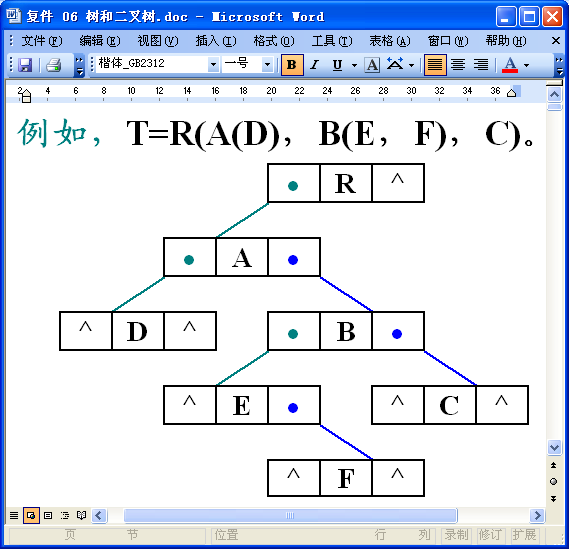 复件 06 树和二叉树.doc - Microsoft Word
文件(F) 编辑(E) 视图(V) 插入(I) 格式(O) 工具(T) 表格(A) 窗口(W) 帮助(H)
楷体_GB2312 一号 B I U A A A
2 2 4 6 8 10 12 14 16 18 20 22 24 26 28 30 32 34 36
例如，T=R(A(D)，B(E，F)，C)。
R ^
A
^ D ^ B
^ E ^ C ^
^ F ^
页 节 位置 行 列 录制 修订 扩展